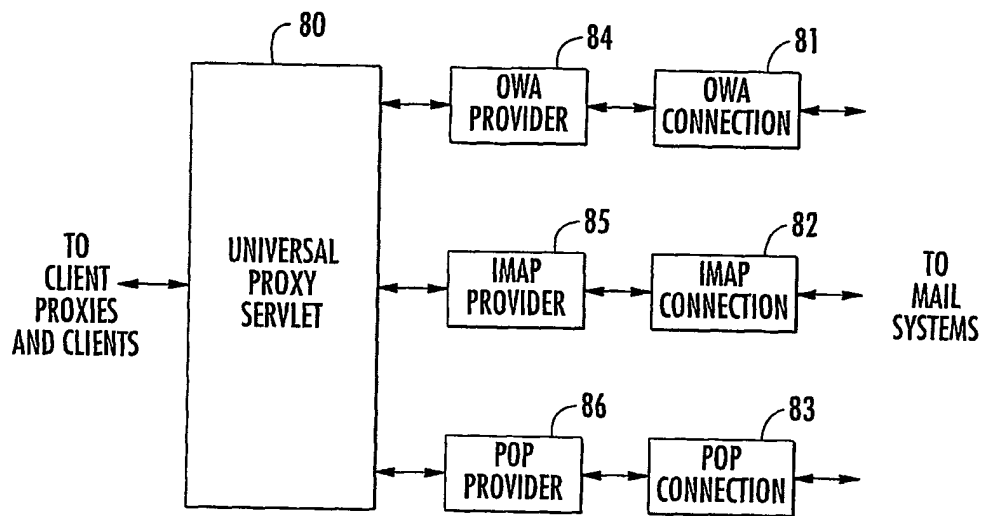 80
84
81
OWA
PROVIDER
OWA
CONNECTION
TO
CLIENT
PROXIES
AND CLIENTS
UNIVERSAL
PROXY
SERVLET
85
82
IMAP
PROVIDER
IMAP
CONNECTION
TO
MAIL
SYSTEMS
86
83
POP
PROVIDER
POP
CONNECTION